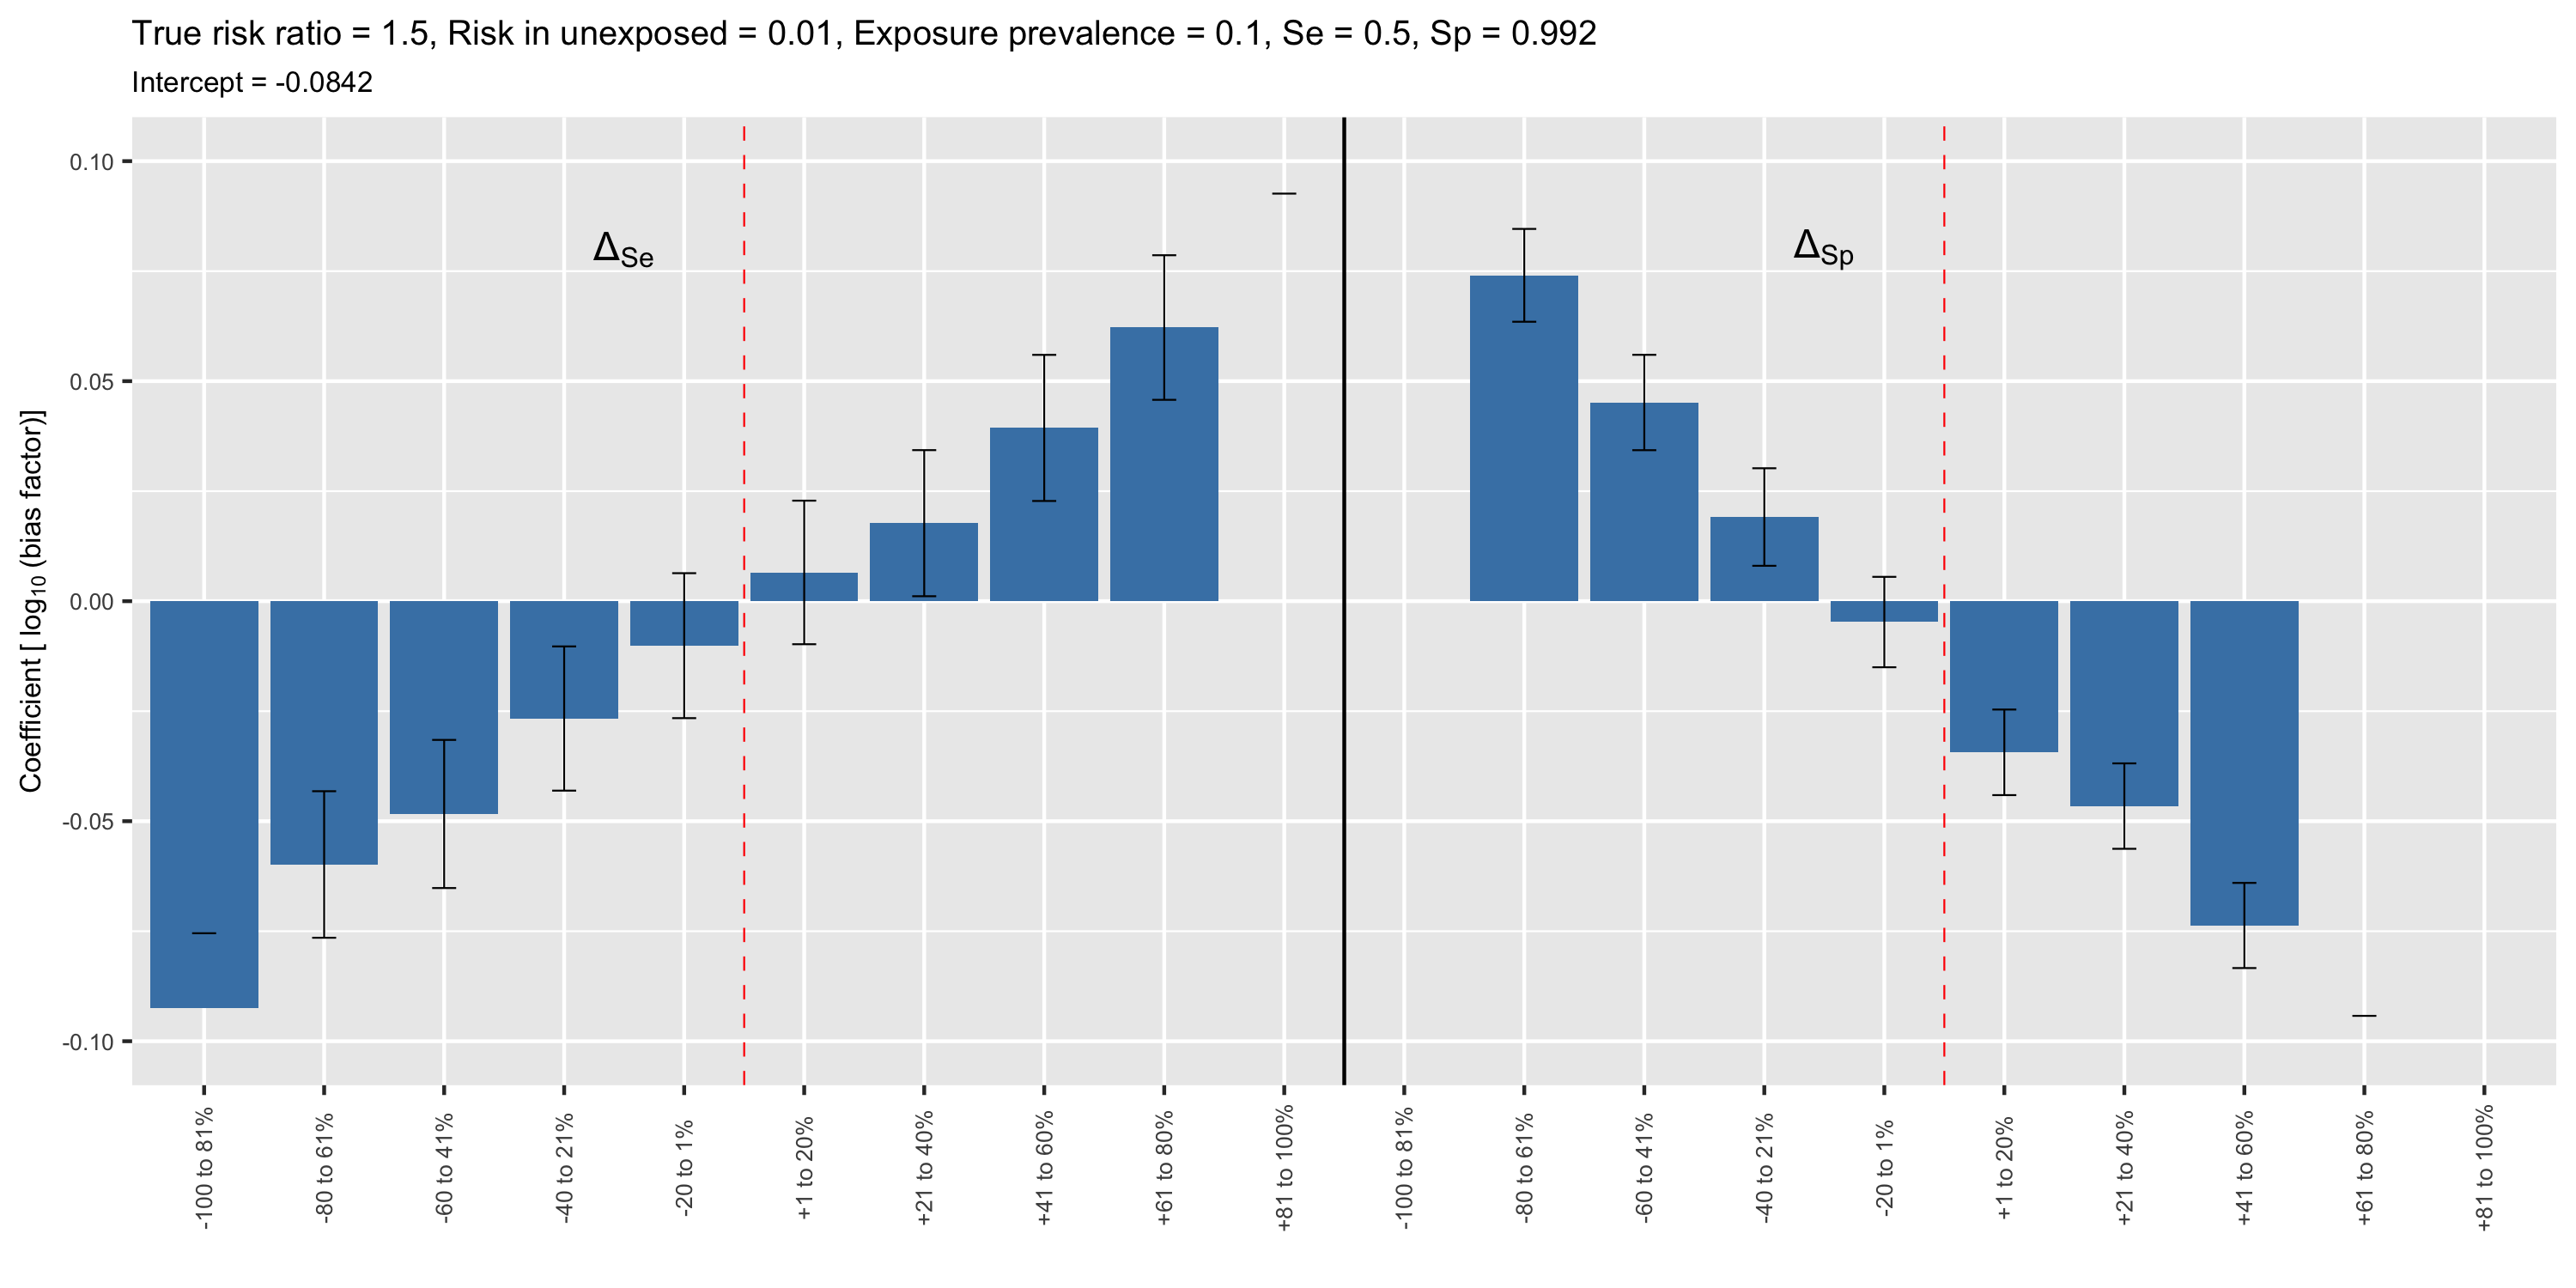 True risk ratio = 1.5, Risk in unexposed = 0.01, Exposure prevalence = 0.1, Se = 0.5, Sp = 0.992
Intercept = -0.0842
Coefficient [ log₁₀ (bias factor)]
0.10
0.05
0.00
-0.05
-0.10
ΔSe
ΔSp
-100 to 81%
-80 to 61%
-60 to 41%
-40 to 21%
-20 to 1%
+1 to 20%
+21 to 40%
+41 to 60%
+61 to 80%
+81 to 100%
-100 to 81%
-80 to 61%
-60 to 41%
-40 to 21%
-20 to 1%
+1 to 20%
+21 to 40%
+41 to 60%
+61 to 80%
+81 to 100%